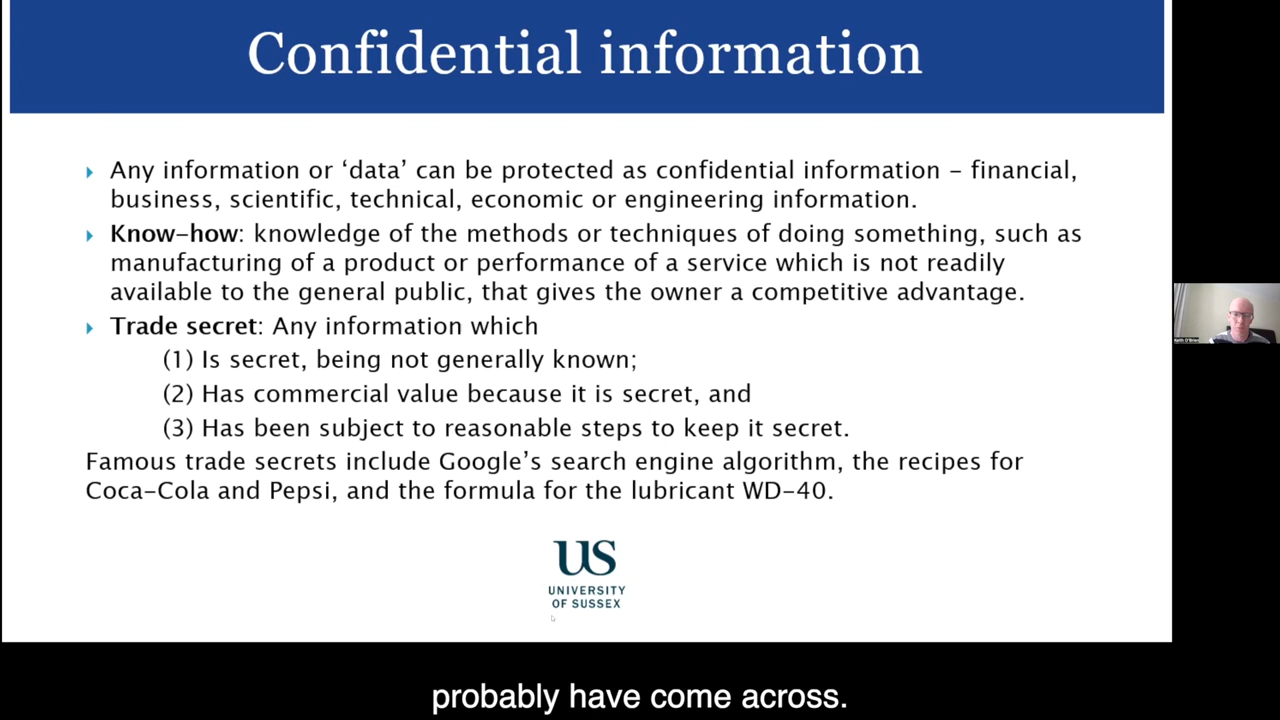 Confidential information
Any information or ‘data’ can be protected as confidential information – financial,
business, scientific, technical, economic or engineering information.
Know-how: knowledge of the methods or techniques of doing something, such as
manufacturing of a product or performance of a service which is not readily
available to the general public, that gives the owner a competitive advantage.
Trade secret: Any information which
(1) Is secret, being not generally known;
(2) Has commercial value because it is secret, and
(3) Has been subject to reasonable steps to keep it secret.
Famous trade secrets include Google’s search engine algorithm, the recipes for
Coca-Cola and Pepsi, and the formula for the lubricant WD-40.
US
UNIVERSITY
OF SUSSEX
Keith O'Brien
probably have come across.